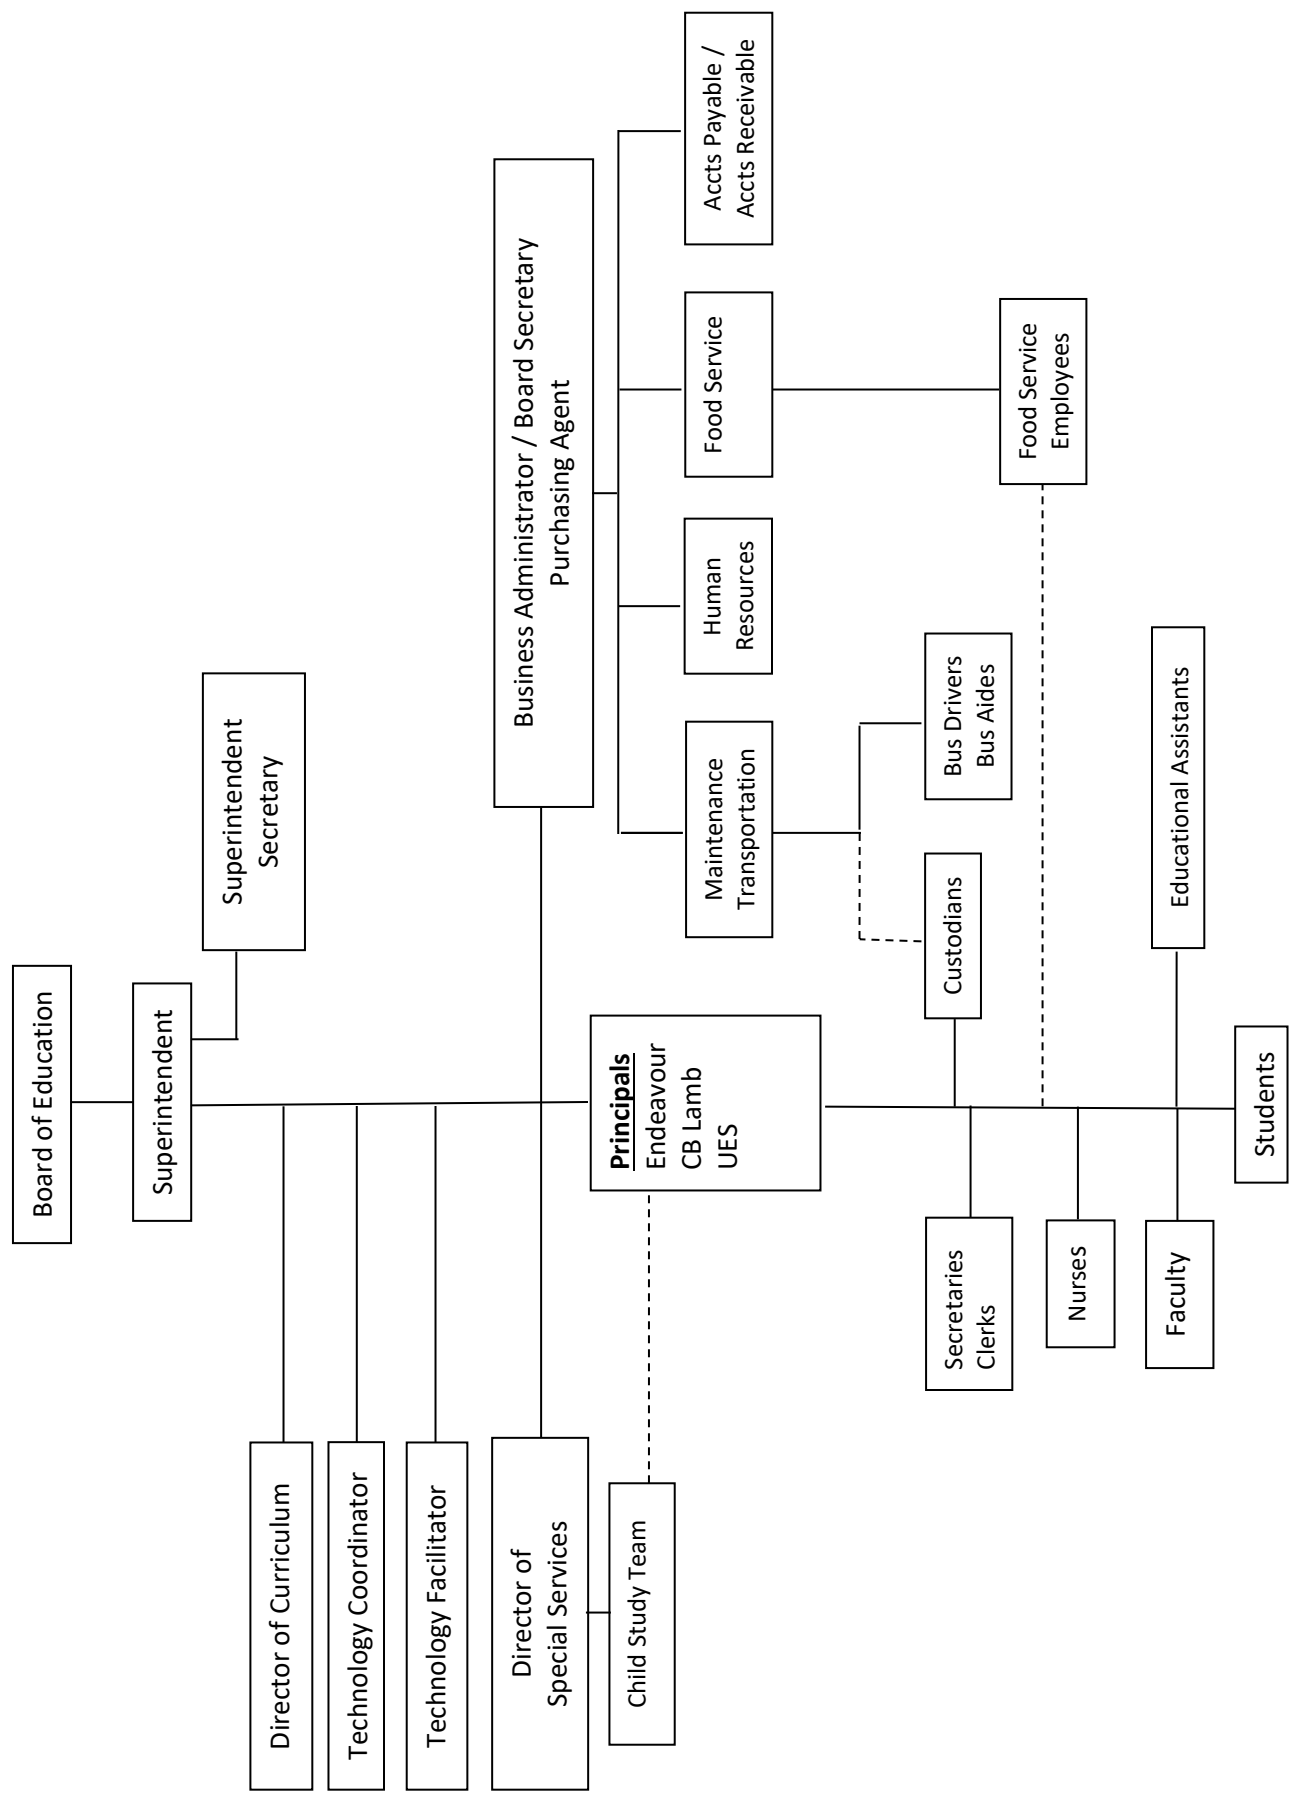 Board of Education
Superintendent
Superintendent
Secretary
Director of Curriculum
Technology Coordinator
Technology Facilitator
Director of
Special Services
Business Administrator / Board Secretary
Purchasing Agent
Child Study Team
Principals
Endeavour
CB Lamb
UES
Maintenance
Transportation
Human
Resources
Food Service
Accts Payable /
Accts Receivable
Secretaries
Clerks
Custodians
Bus Drivers
Bus Aides
Food Service
Employees
Nurses
Faculty
Educational Assistants
Students